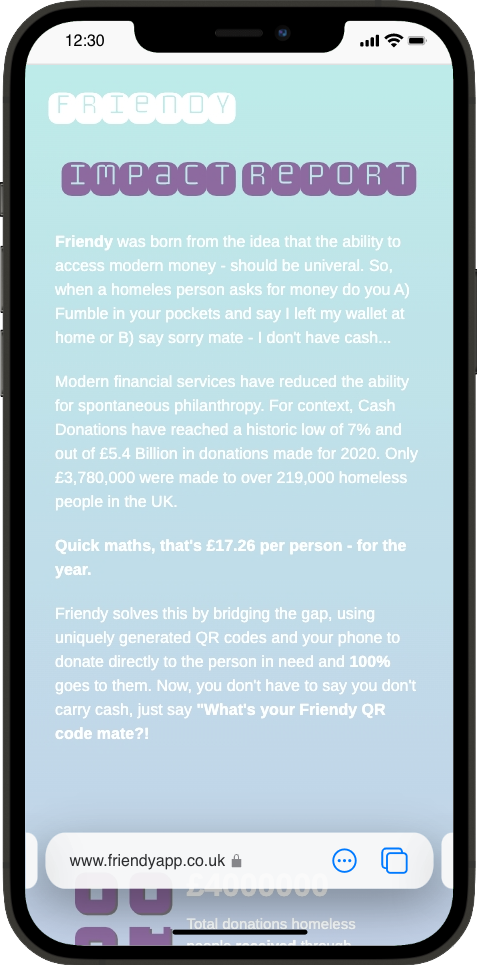 12:30
FRIENDY
IMPACT REPORT
Friendy was born from the idea that the ability to
access modern money - should be univeral. So,
when a homeles person asks for money do you A)
Fumble in your pockets and say I left my wallet at
home or B) say sorry mate - I don't have cash...
Modern financial services have reduced the ability
for spontaneous philanthropy. For context, Cash
Donations have reached a historic low of 7% and
out of £5.4 Billion in donations made for 2020. Only
£3,780,000 were made to over 219,000 homeless
people in the UK.
Quick maths, that's £17.26 per person - for the
year.
Friendy solves this by bridging the gap, using
uniquely generated QR codes and your phone to
donate directly to the person in need and 100%
goes to them. Now, you don't have to say you don't
carry cash, just say "What's your Friendy QR
code mate?!
www.friendyapp.co.uk
£4000000
Total donations homeless
people received through